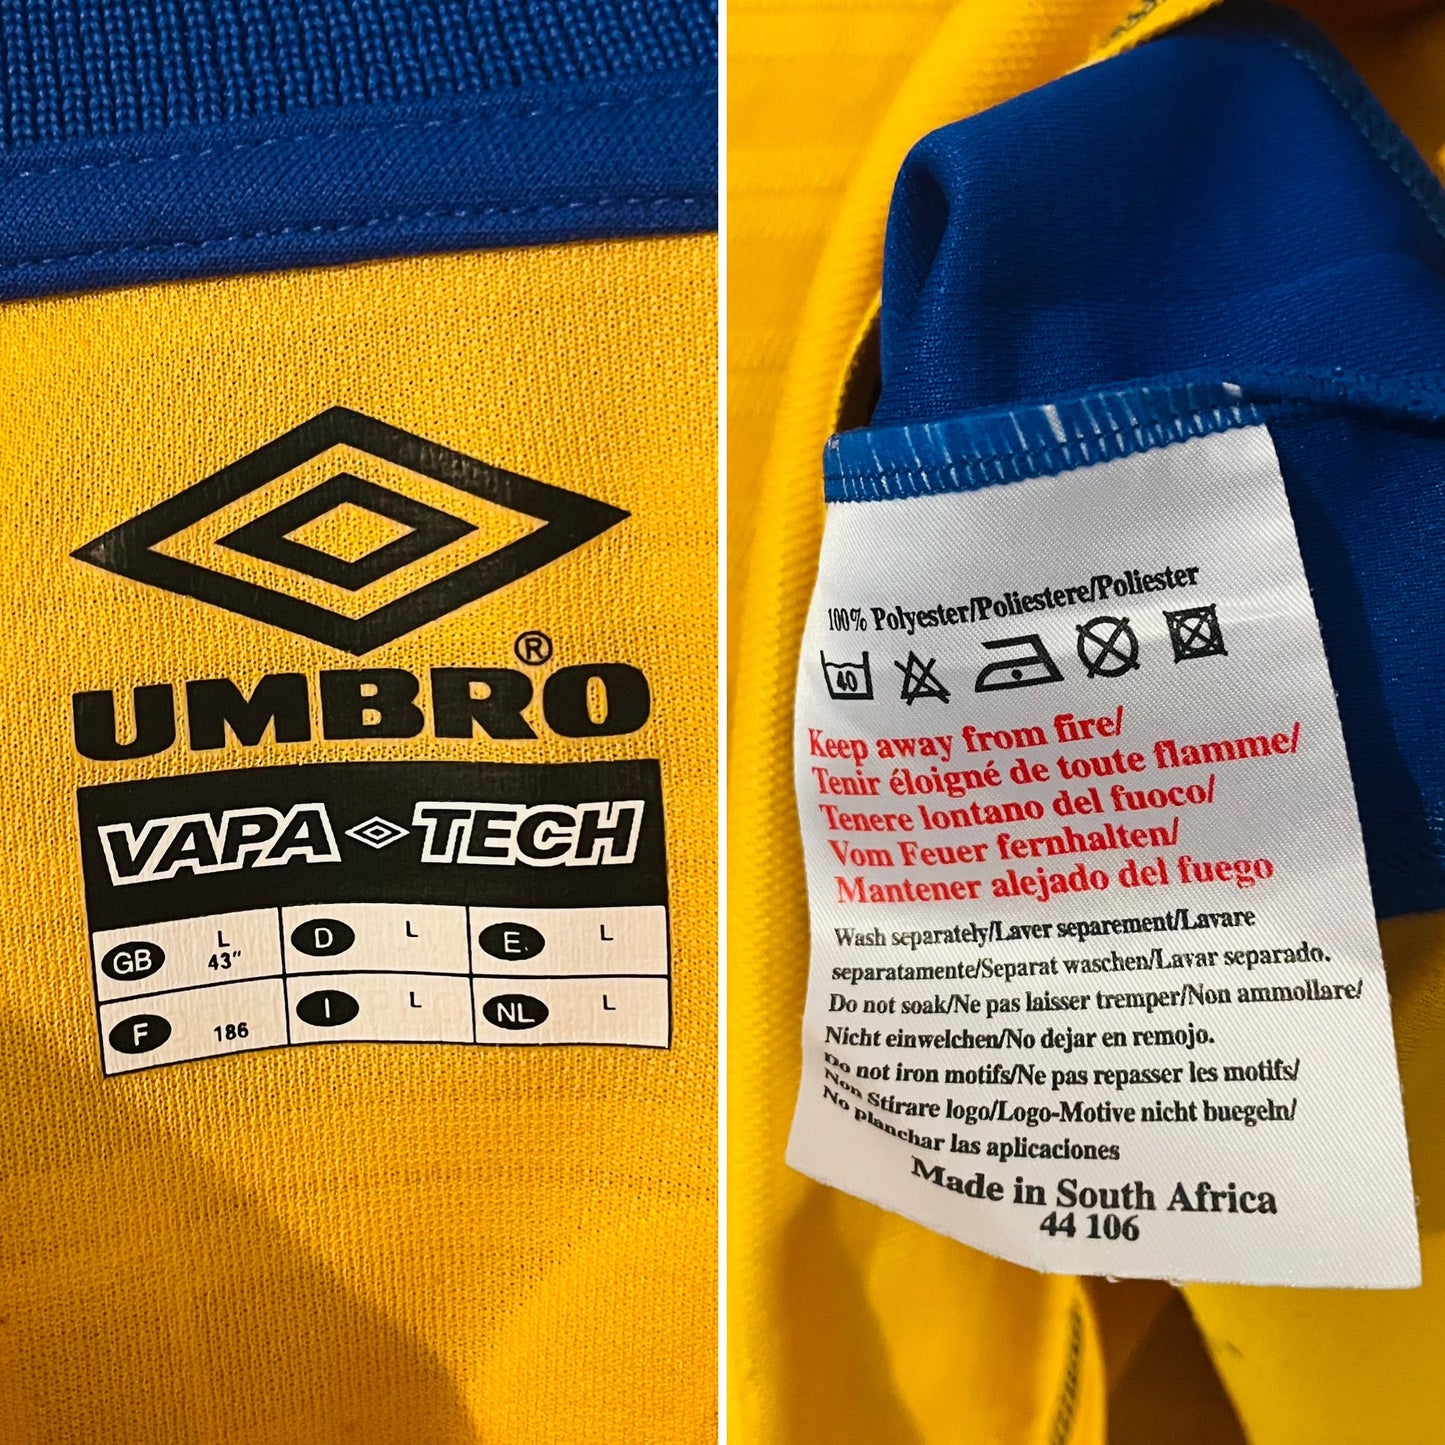 UMBRO®
VAPA TECH
GB L 43" D L E. L
F 186 I L NL L
100% Polyester/Poliestere/Poliester
40
Keep away from fire/
Tenir éloigné de toute flamme/
Tenere lontano del fuoco/
Vom Feuer fernhalten/
Mantener alejado del fuego
Wash separately/Laver separement/Lavare
separatamente/Separat waschen/Lavar separado.
Do not soak/Ne pas laisser tremper/Non ammollare/
Nicht einwelchen/No dejar en remojo.
Do not iron motifs/Ne pas repasser les motifs/
Non Stirare logo/Logo-Motive nicht buegeln/
No planchar las aplicaciones
Made in South Africa
44 106